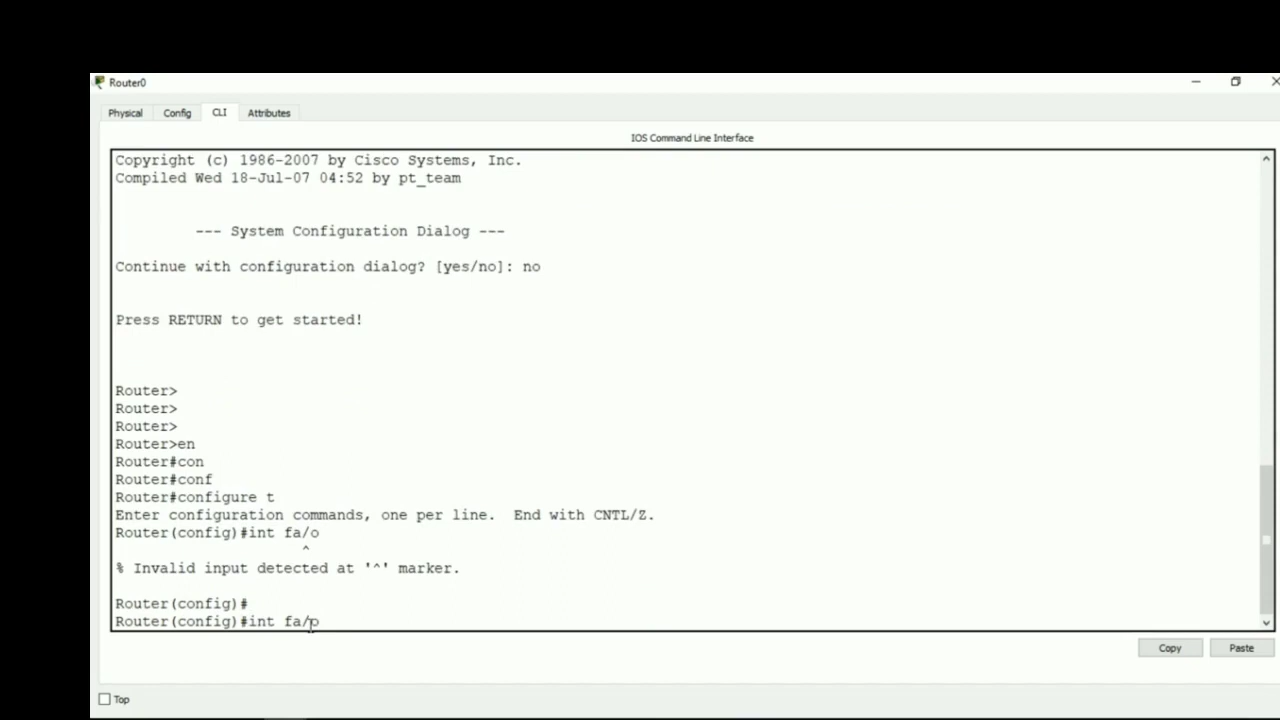 Router0
Physical Config CLI Attributes
IOS Command Line Interface
Copyright (c) 1986-2007 by Cisco Systems, Inc.
Compiled Wed 18-Jul-07 04:52 by pt_team
--- System Configuration Dialog ---
Continue with configuration dialog? [yes/no]: no
Press RETURN to get started!
Router>
Router>
Router>
Router>en
Router#con
Router#conf
Router#configure t
Enter configuration commands, one per line. End with CNTL/Z.
Router(config)#int fa/o
^
% Invalid input detected at '^' marker.
Router(config)#
Router(config)#int fa/o
Copy Paste
Top